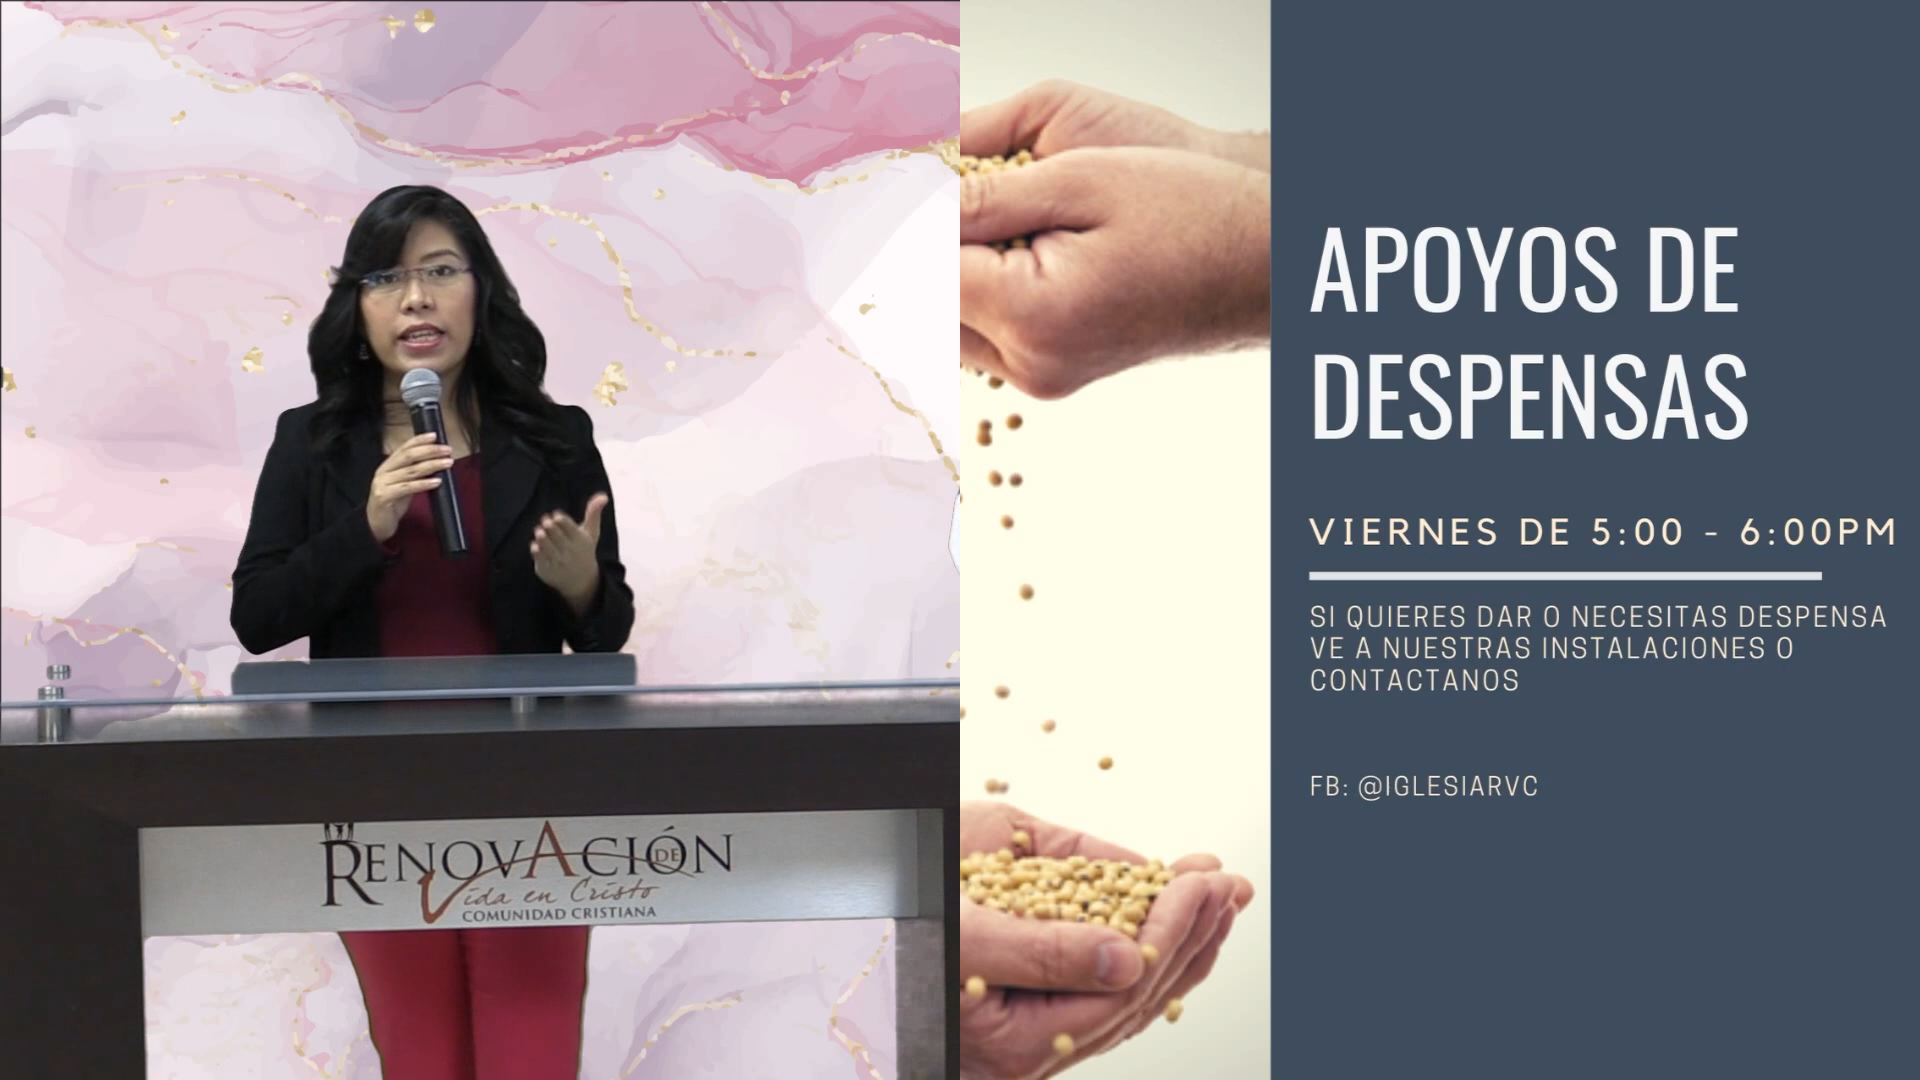 RENOVACIÓN
DE
Vida en Cristo
COMUNIDAD CRISTIANA
APOYOS DE
DESPENSAS
VIERNES DE 5:00 - 6:00PM
SI QUIERES DAR O NECESITAS DESPENSA
VE A NUESTRAS INSTALACIONES O
CONTACTANOS
FB: @IGLESIARVC